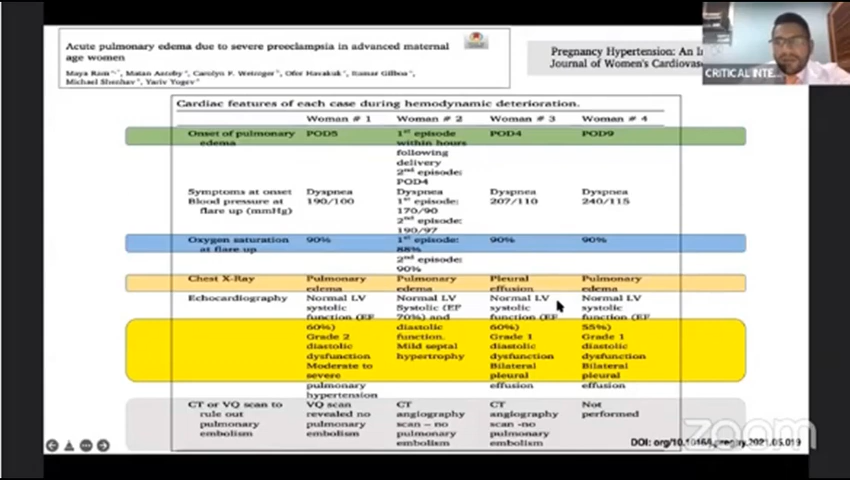 Acute pulmonary edema due to severe preeclampsia in advanced maternal
age women
Maya Ram, Matan Anteby, Carolyn F. Weiniger, Ofer Havakuk, Itamar Gilboa,
Michael Shenhav, Yariv Yogev
Pregnancy Hypertension: An In
Journal of Women's Cardiovasc
CRITICAL INTE...
Cardiac features of each case during hemodynamic deterioration.
Woman # 1 Woman # 2 Woman # 3 Woman # 4
Onset of pulmonary POD5 1st episode POD4 POD9
edema within hours
following
delivery
2nd episode:
POD4
Symptoms at onset Dyspnea Dyspnea Dyspnea Dyspnea
Blood pressure at 190/100 1st episode: 207/110 240/115
flare up (mmHg) 170/90
2nd episode:
190/97
Oxygen saturation 90% 1st episode: 90% 90%
at flare up 88%
2nd episode:
90%
Chest X-Ray Pulmonary Pulmonary Pleural Pulmonary
edema edema effusion edema
Echocardiography Normal LV Normal LV Normal LV Normal LV
systolic Systolic (EF systolic systolic
function (EF 70%) and function (EF function (EF
60%) diastolic 60%) 55%)
Grade 2 function. Grade 1 Grade 1
diastolic Mild septal diastolic diastolic
dysfunction hypertrophy dysfunction dysfunction
Moderate to Bilateral Bilateral
severe pleural pleural
pulmonary effusion effusion
hypertension
CT or VQ scan to VQ scan CT CT Not
rule out revealed no angiography angiography performed
pulmonary pulmonary scan – no scan -no
embolism embolism pulmonary pulmonary
embolism embolism
zoom
DOI: org/10.1016/j.preghy.2021.05.019